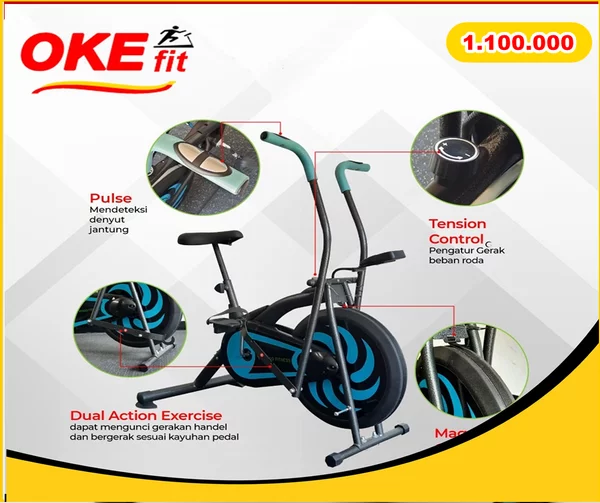 OKE fit
1.100.000
Pulse
Mendeteksi
denyut
jantung
Tension
Control
Pengatur Gerak
beban roda
Dual Action Exercise
dapat mengunci gerakan handel
dan bergerak sesuai kayuhan pedal